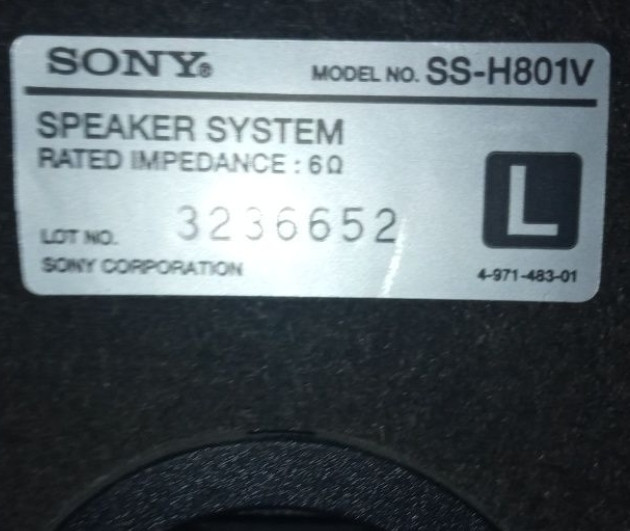 SONY®
MODEL NO. SS-H801V
SPEAKER SYSTEM
RATED IMPEDANCE : 6Ω
L
LOT NO. 3236652
SONY CORPORATION
4-971-483-01